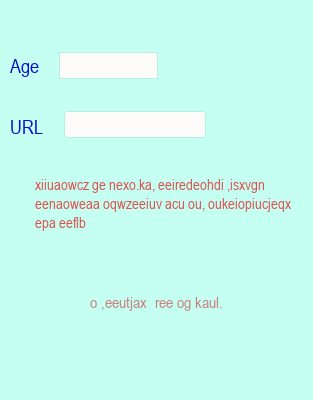 Age
URL
xiiuaowcz ge nexo.ka, eeiredeohdi ,isxvgn
eenaoweaa oqwzeeiuv acu ou, oukeiopiucjeqx
epa eeflb
o ,eeutjax  ree og kaul.